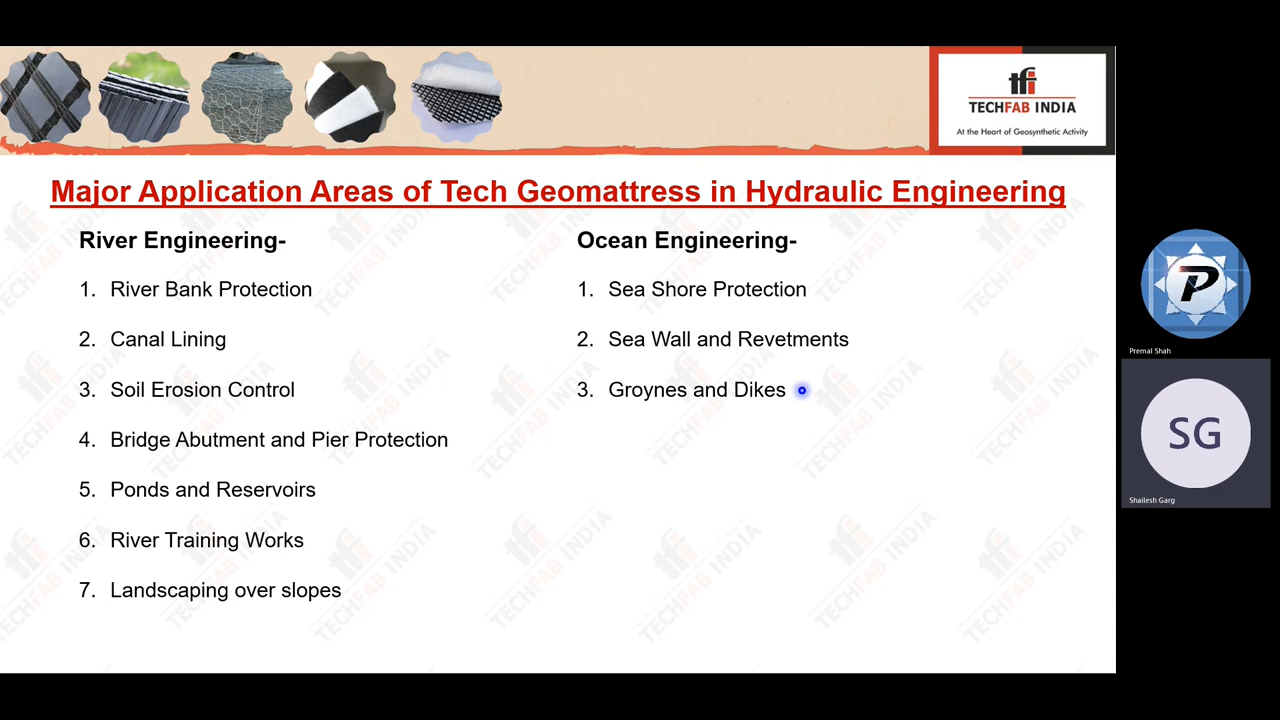 tfi
TECHFAB INDIA
At the Heart of Geosynthetic Activity
Major Application Areas of Tech Geomattress in Hydraulic Engineering
River Engineering-
1. River Bank Protection
2. Canal Lining
3. Soil Erosion Control
4. Bridge Abutment and Pier Protection
5. Ponds and Reservoirs
6. River Training Works
7. Landscaping over slopes
Ocean Engineering-
1. Sea Shore Protection
2. Sea Wall and Revetments
3. Groynes and Dikes
P
Premal Shah
SG
Shailesh Garg